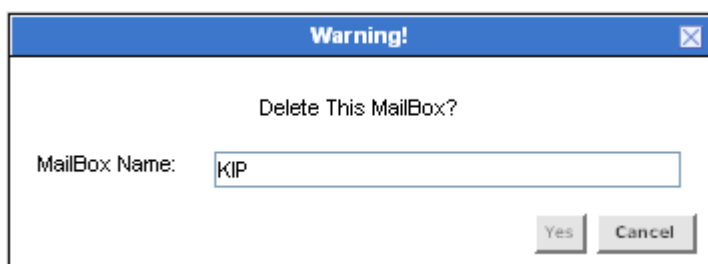 Warning!
Delete This MailBox?
MailBox Name: KIP
Yes Cancel